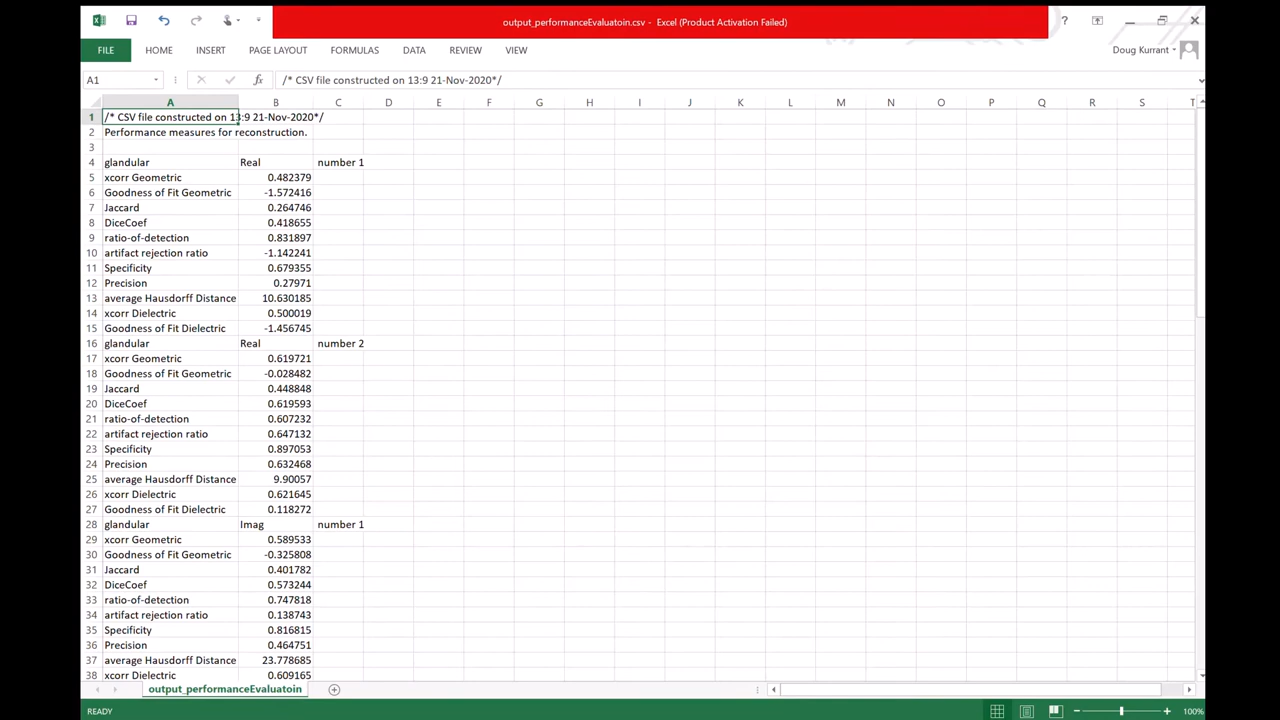 output_performanceEvaluatoin.csv - Excel (Product Activation Failed)
?
FILE HOME INSERT PAGE LAYOUT FORMULAS DATA REVIEW VIEW Doug Kurrant
A1 fx /* CSV file constructed on 13:9 21-Nov-2020*/
A B C D E F G H I J K L M N O P Q R S T
1 /* CSV file constructed on 13:9 21-Nov-2020*/
2 Performance measures for reconstruction.
3
4 glandular Real number 1
5 xcorr Geometric 0.482379
6 Goodness of Fit Geometric -1.572416
7 Jaccard 0.264746
8 DiceCoef 0.418655
9 ratio-of-detection 0.831897
10 artifact rejection ratio -1.142241
11 Specificity 0.679355
12 Precision 0.27971
13 average Hausdorff Distance 10.630185
14 xcorr Dielectric 0.500019
15 Goodness of Fit Dielectric -1.456745
16 glandular Real number 2
17 xcorr Geometric 0.619721
18 Goodness of Fit Geometric -0.028482
19 Jaccard 0.448848
20 DiceCoef 0.619593
21 ratio-of-detection 0.607232
22 artifact rejection ratio 0.647132
23 Specificity 0.897053
24 Precision 0.632468
25 average Hausdorff Distance 9.90057
26 xcorr Dielectric 0.621645
27 Goodness of Fit Dielectric 0.118272
28 glandular Imag number 1
29 xcorr Geometric 0.589533
30 Goodness of Fit Geometric -0.325808
31 Jaccard 0.401782
32 DiceCoef 0.573244
33 ratio-of-detection 0.747818
34 artifact rejection ratio 0.138743
35 Specificity 0.816815
36 Precision 0.464751
37 average Hausdorff Distance 23.778685
38 xcorr Dielectric 0.609165
output_performanceEvaluatoin
READY 100%